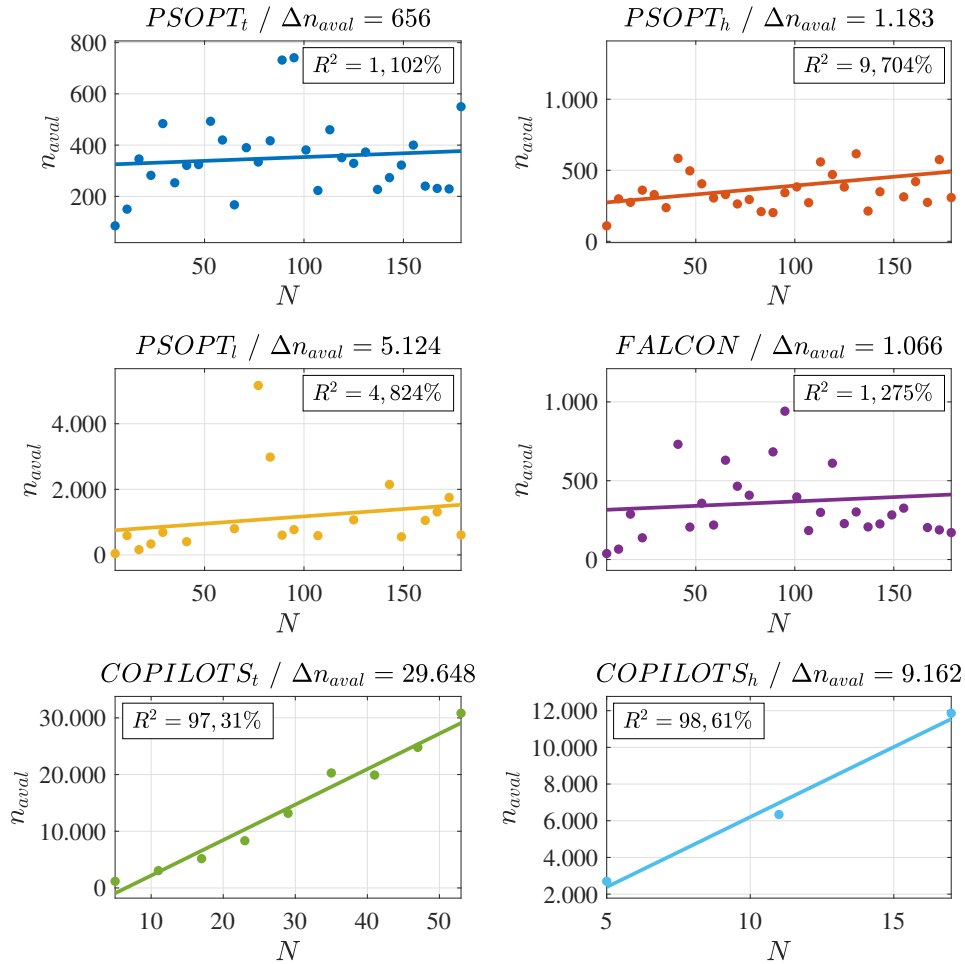 PSOPT_t / Δn_aval = 656
R² = 1,102%
800
600
400
200
n_aval
50 100 150
N
PSOPT_h / Δn_aval = 1.183
R² = 9,704%
1.000
500
0
n_aval
50 100 150
N
PSOPT_l / Δn_aval = 5.124
R² = 4,824%
4.000
2.000
0
n_aval
50 100 150
N
FALCON / Δn_aval = 1.066
R² = 1,275%
1.000
500
0
n_aval
50 100 150
N
COPILOTS_t / Δn_aval = 29.648
R² = 97,31%
30.000
20.000
10.000
0
n_aval
10 20 30 40 50
N
COPILOTS_h / Δn_aval = 9.162
R² = 98,61%
12.000
10.000
8.000
6.000
4.000
2.000
n_aval
5 10 15
N